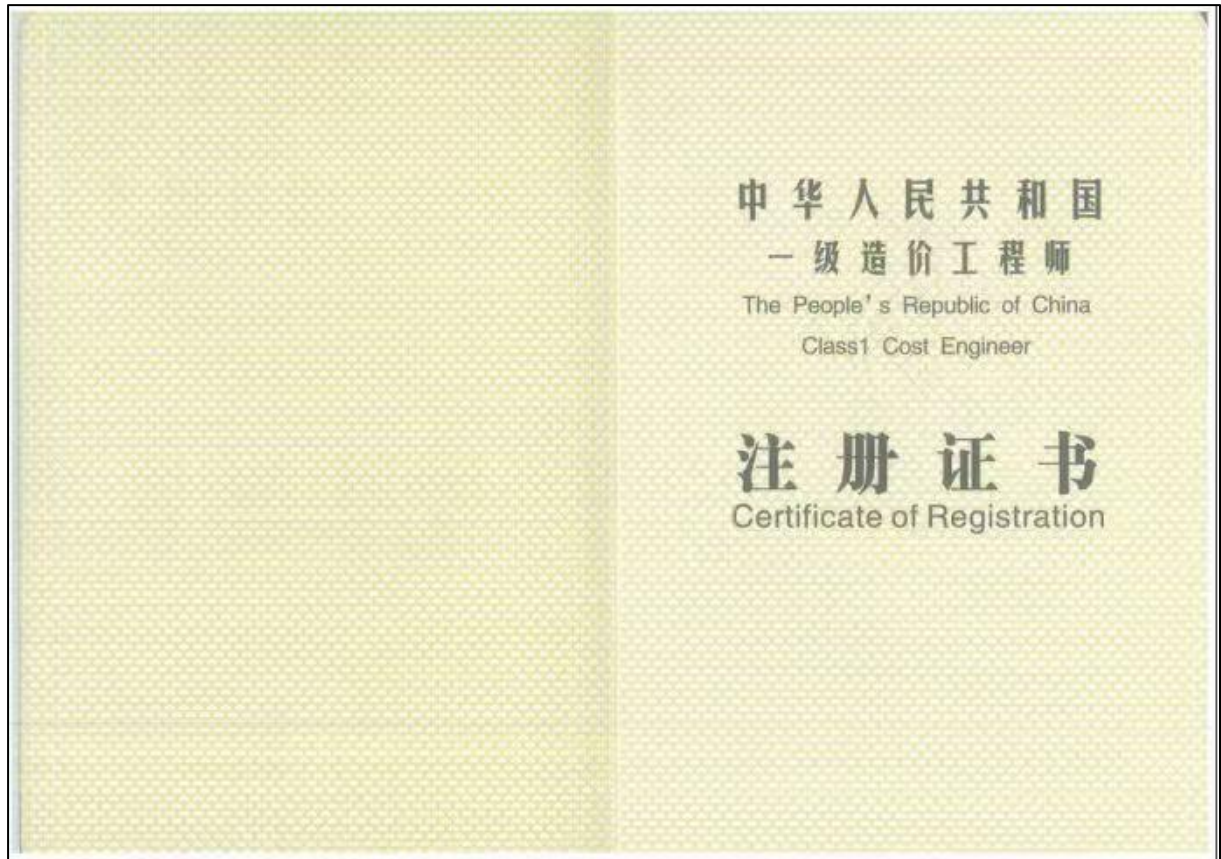 中华人民共和国
一级造价工程师
The People's Republic of China
Class1 Cost Engineer
注册证书
Certificate of Registration